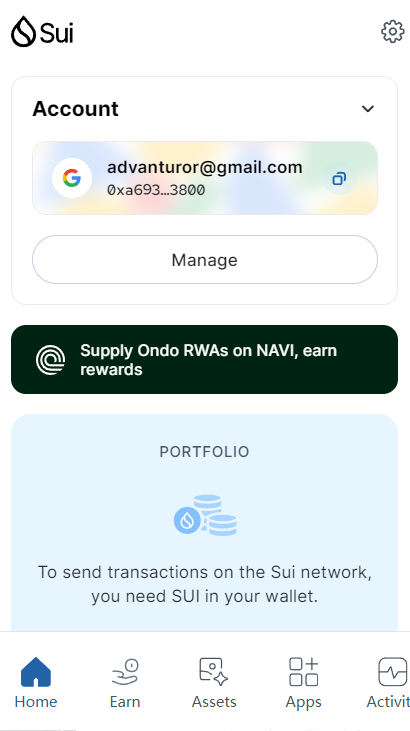 Sui
Account
advanturor@gmail.com
0xa693…3800
Manage
Supply Ondo RWAs on NAVI, earn
rewards
PORTFOLIO
To send transactions on the Sui network,
you need SUI in your wallet.
Home
Earn
Assets
Apps
Activit